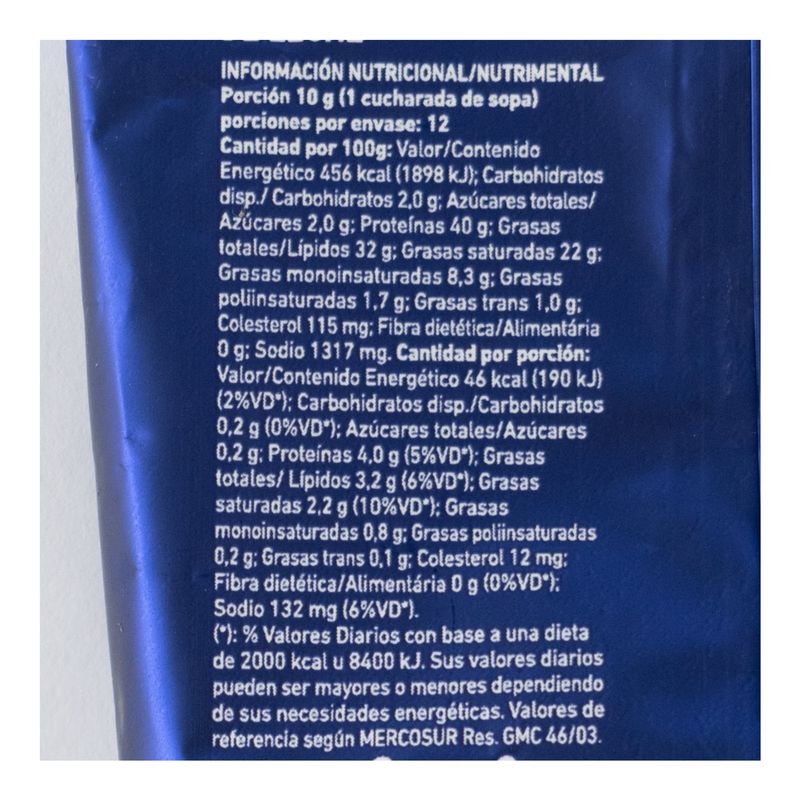 INFORMACIÓN NUTRICIONAL/NUTRIMENTAL
Porción 10 g (1 cucharada de sopa)
porciones por envase: 12
Cantidad por 100g: Valor/Contenido
Energético 456 kcal (1898 kJ); Carbohidratos
disp./ Carbohidratos 2,0 g; Azúcares totales/
Azúcares 2,0 g; Proteínas 40 g; Grasas
totales/Lípidos 32 g; Grasas saturadas 22 g;
Grasas monoinsaturadas 8,3 g; Grasas
poliinsaturadas 1,7 g; Grasas trans 1,0 g;
Colesterol 115 mg; Fibra dietética/Alimentária
0 g; Sodio 1317 mg. Cantidad por porción:
Valor/Contenido Energético 46 kcal (190 kJ)
(2%VD*); Carbohidratos disp./Carbohidratos
0,2 g (0%VD*); Azúcares totales/Azúcares
0,2 g; Proteínas 4,0 g (5%VD*); Grasas
totales/ Lípidos 3,2 g (6%VD*); Grasas
saturadas 2,2 g (10%VD*); Grasas
monoinsaturadas 0,8 g; Grasas poliinsaturadas
0,2 g; Grasas trans 0,1 g; Colesterol 12 mg;
Fibra dietética/Alimentária 0 g (0%VD*);
Sodio 132 mg (6%VD*).
(*): % Valores Diarios con base a una dieta
de 2000 kcal u 8400 kJ. Sus valores diarios
pueden ser mayores o menores dependiendo
de sus necesidades energéticas. Valores de
referencia según MERCOSUR Res. GMC 46/03.